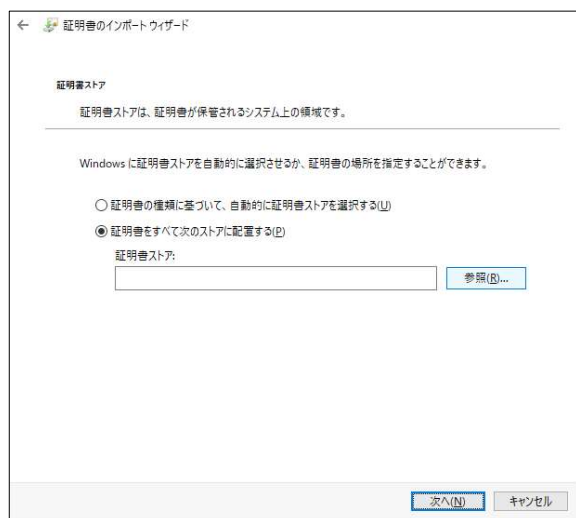 証明書のインポート ウィザード
証明書ストア
証明書ストアは、証明書が保管されるシステム上の領域です。
Windows に証明書ストアを自動的に選択させるか、証明書の場所を指定することができます。
証明書の種類に基づいて、自動的に証明書ストアを選択する(U)
証明書をすべて次のストアに配置する(P)
証明書ストア:
参照(R)...
次へ(N) キャンセル